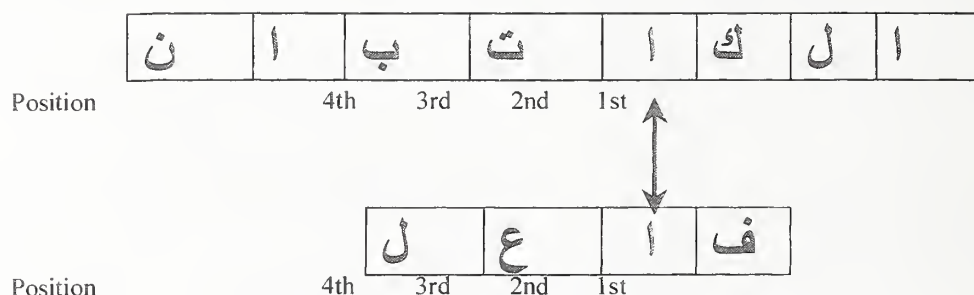 ا ل ك ا ت ب ا ن
Position 4th 3rd 2nd 1st
ف ا ع ل
Position 4th 3rd 2nd 1st